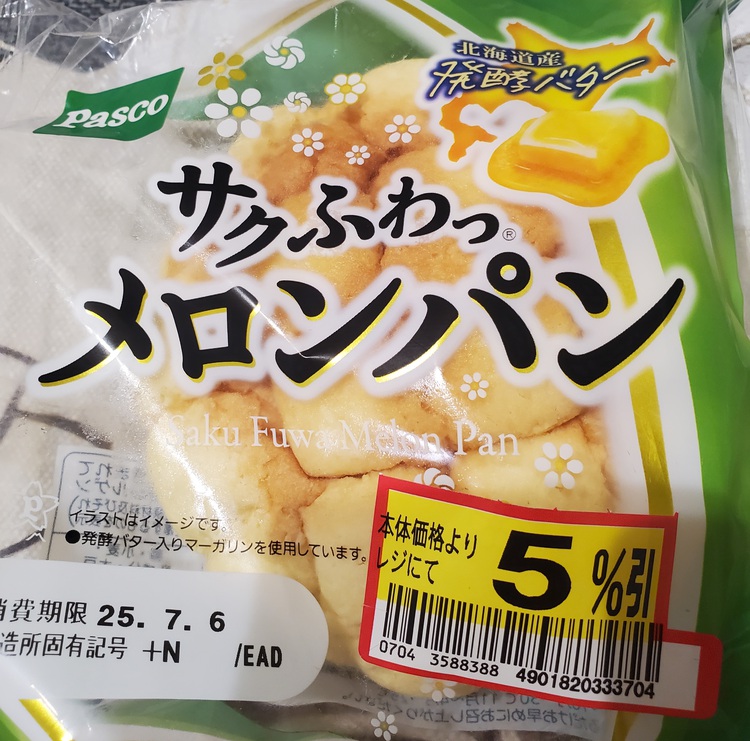 Pasco
北海道産
発酵バター
サクふわっ®
メロンパン
Saku Fuwa Melon Pan
イラストはイメージです。
●発酵バター入りマーガリンを使用しています。
消費期限 25. 7. 6
造所固有記号 +N /EAD
本体価格より
レジにて
5%引
0704 3588388 4901820333704